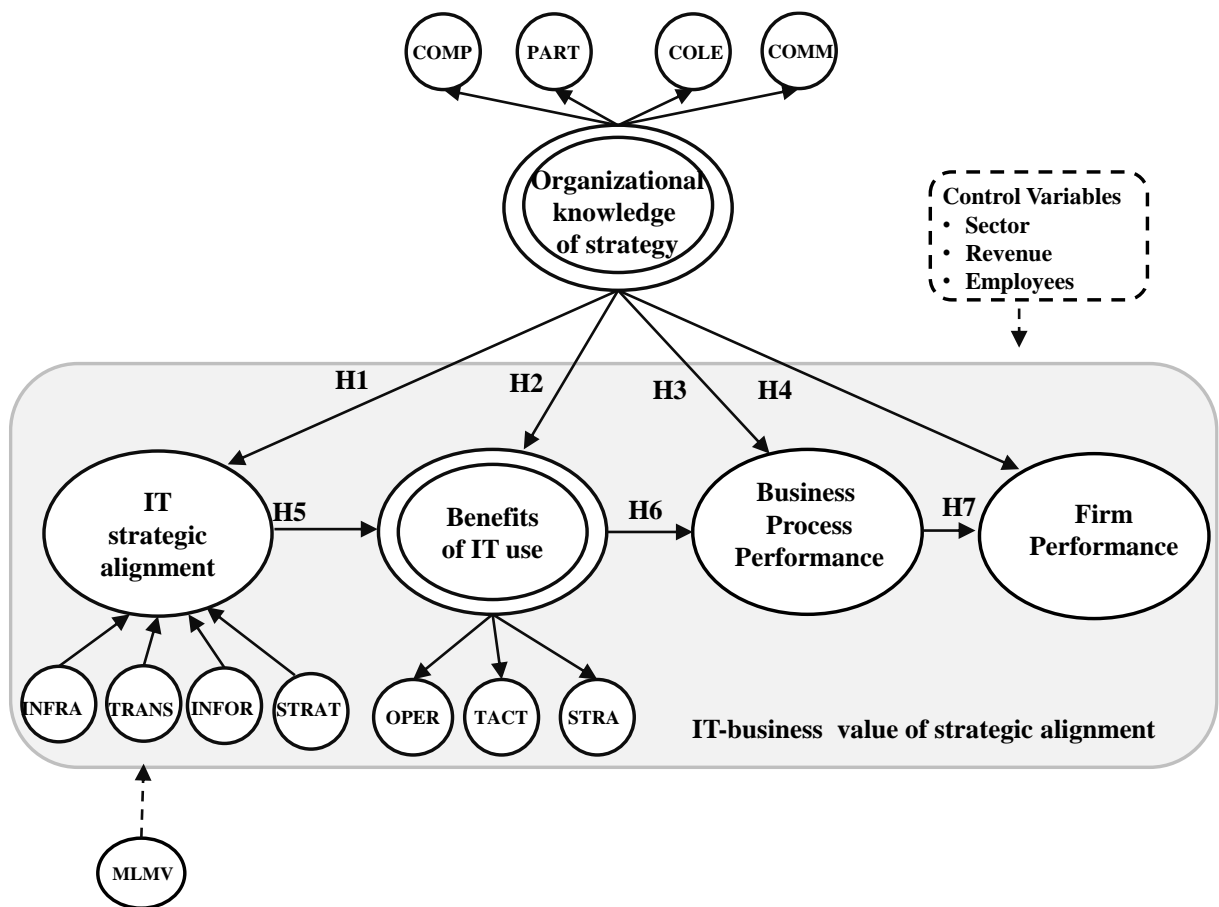 COMP
PART
COLE
COMM
Organizational
knowledge
of strategy
Control Variables
• Sector
• Revenue
• Employees
H1
H2
H3
H4
IT
strategic
alignment
H5
Benefits
of IT use
H6
Business
Process
Performance
H7
Firm
Performance
INFRA
TRANS
INFOR
STRAT
OPER
TACT
STRA
IT-business value of strategic alignment
MLMV